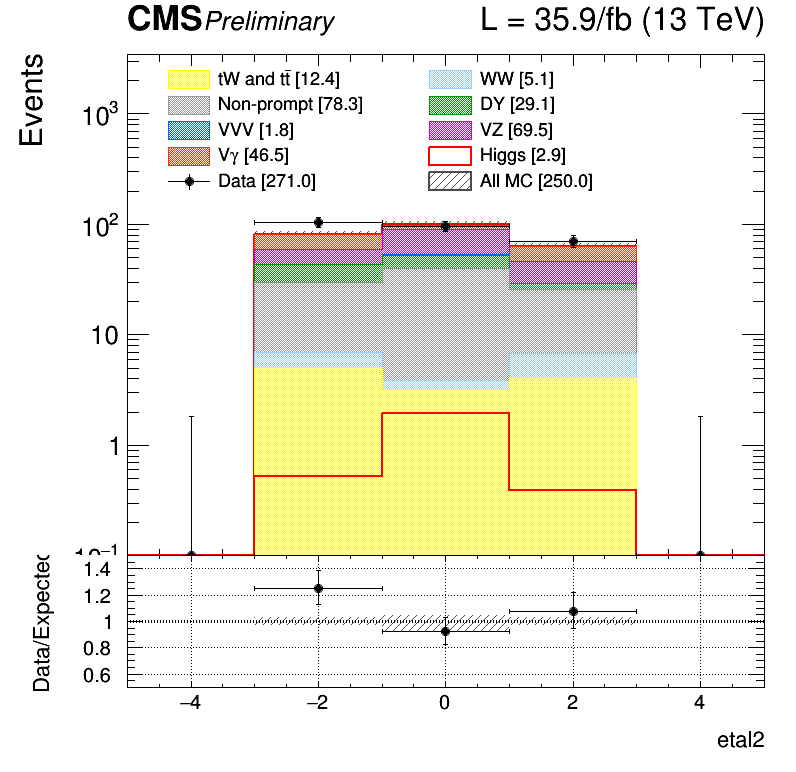 CMS Preliminary L = 35.9/fb (13 TeV)
Events
tW and tt̄ [12.4] WW [5.1]
Non-prompt [78.3] DY [29.1]
VVV [1.8] VZ [69.5]
Vγ [46.5] Higgs [2.9]
Data [271.0] All MC [250.0]
10³
10²
10
1
Data/Expected
1.4
1.2
1
0.8
0.6
−4 −2 0 2 4
etal2